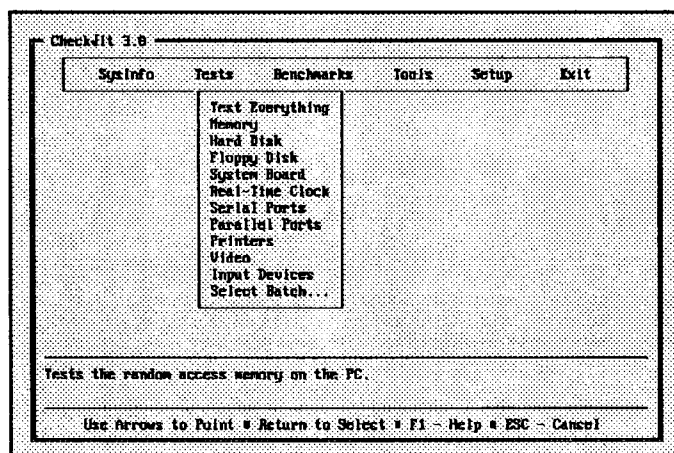 CheckJit 3.0
SysInfo Tests Benchmarks Tools Setup Exit
Test Everything
Memory
Hard Disk
Floppy Disk
System Board
Real-Time Clock
Serial Ports
Parallel Ports
Printers
Video
Input Devices
Select Batch...
Tests the random access memory on the PC.
Use Arrows to Point ■ Return to Select ■ F1 - Help ■ ESC - Cancel